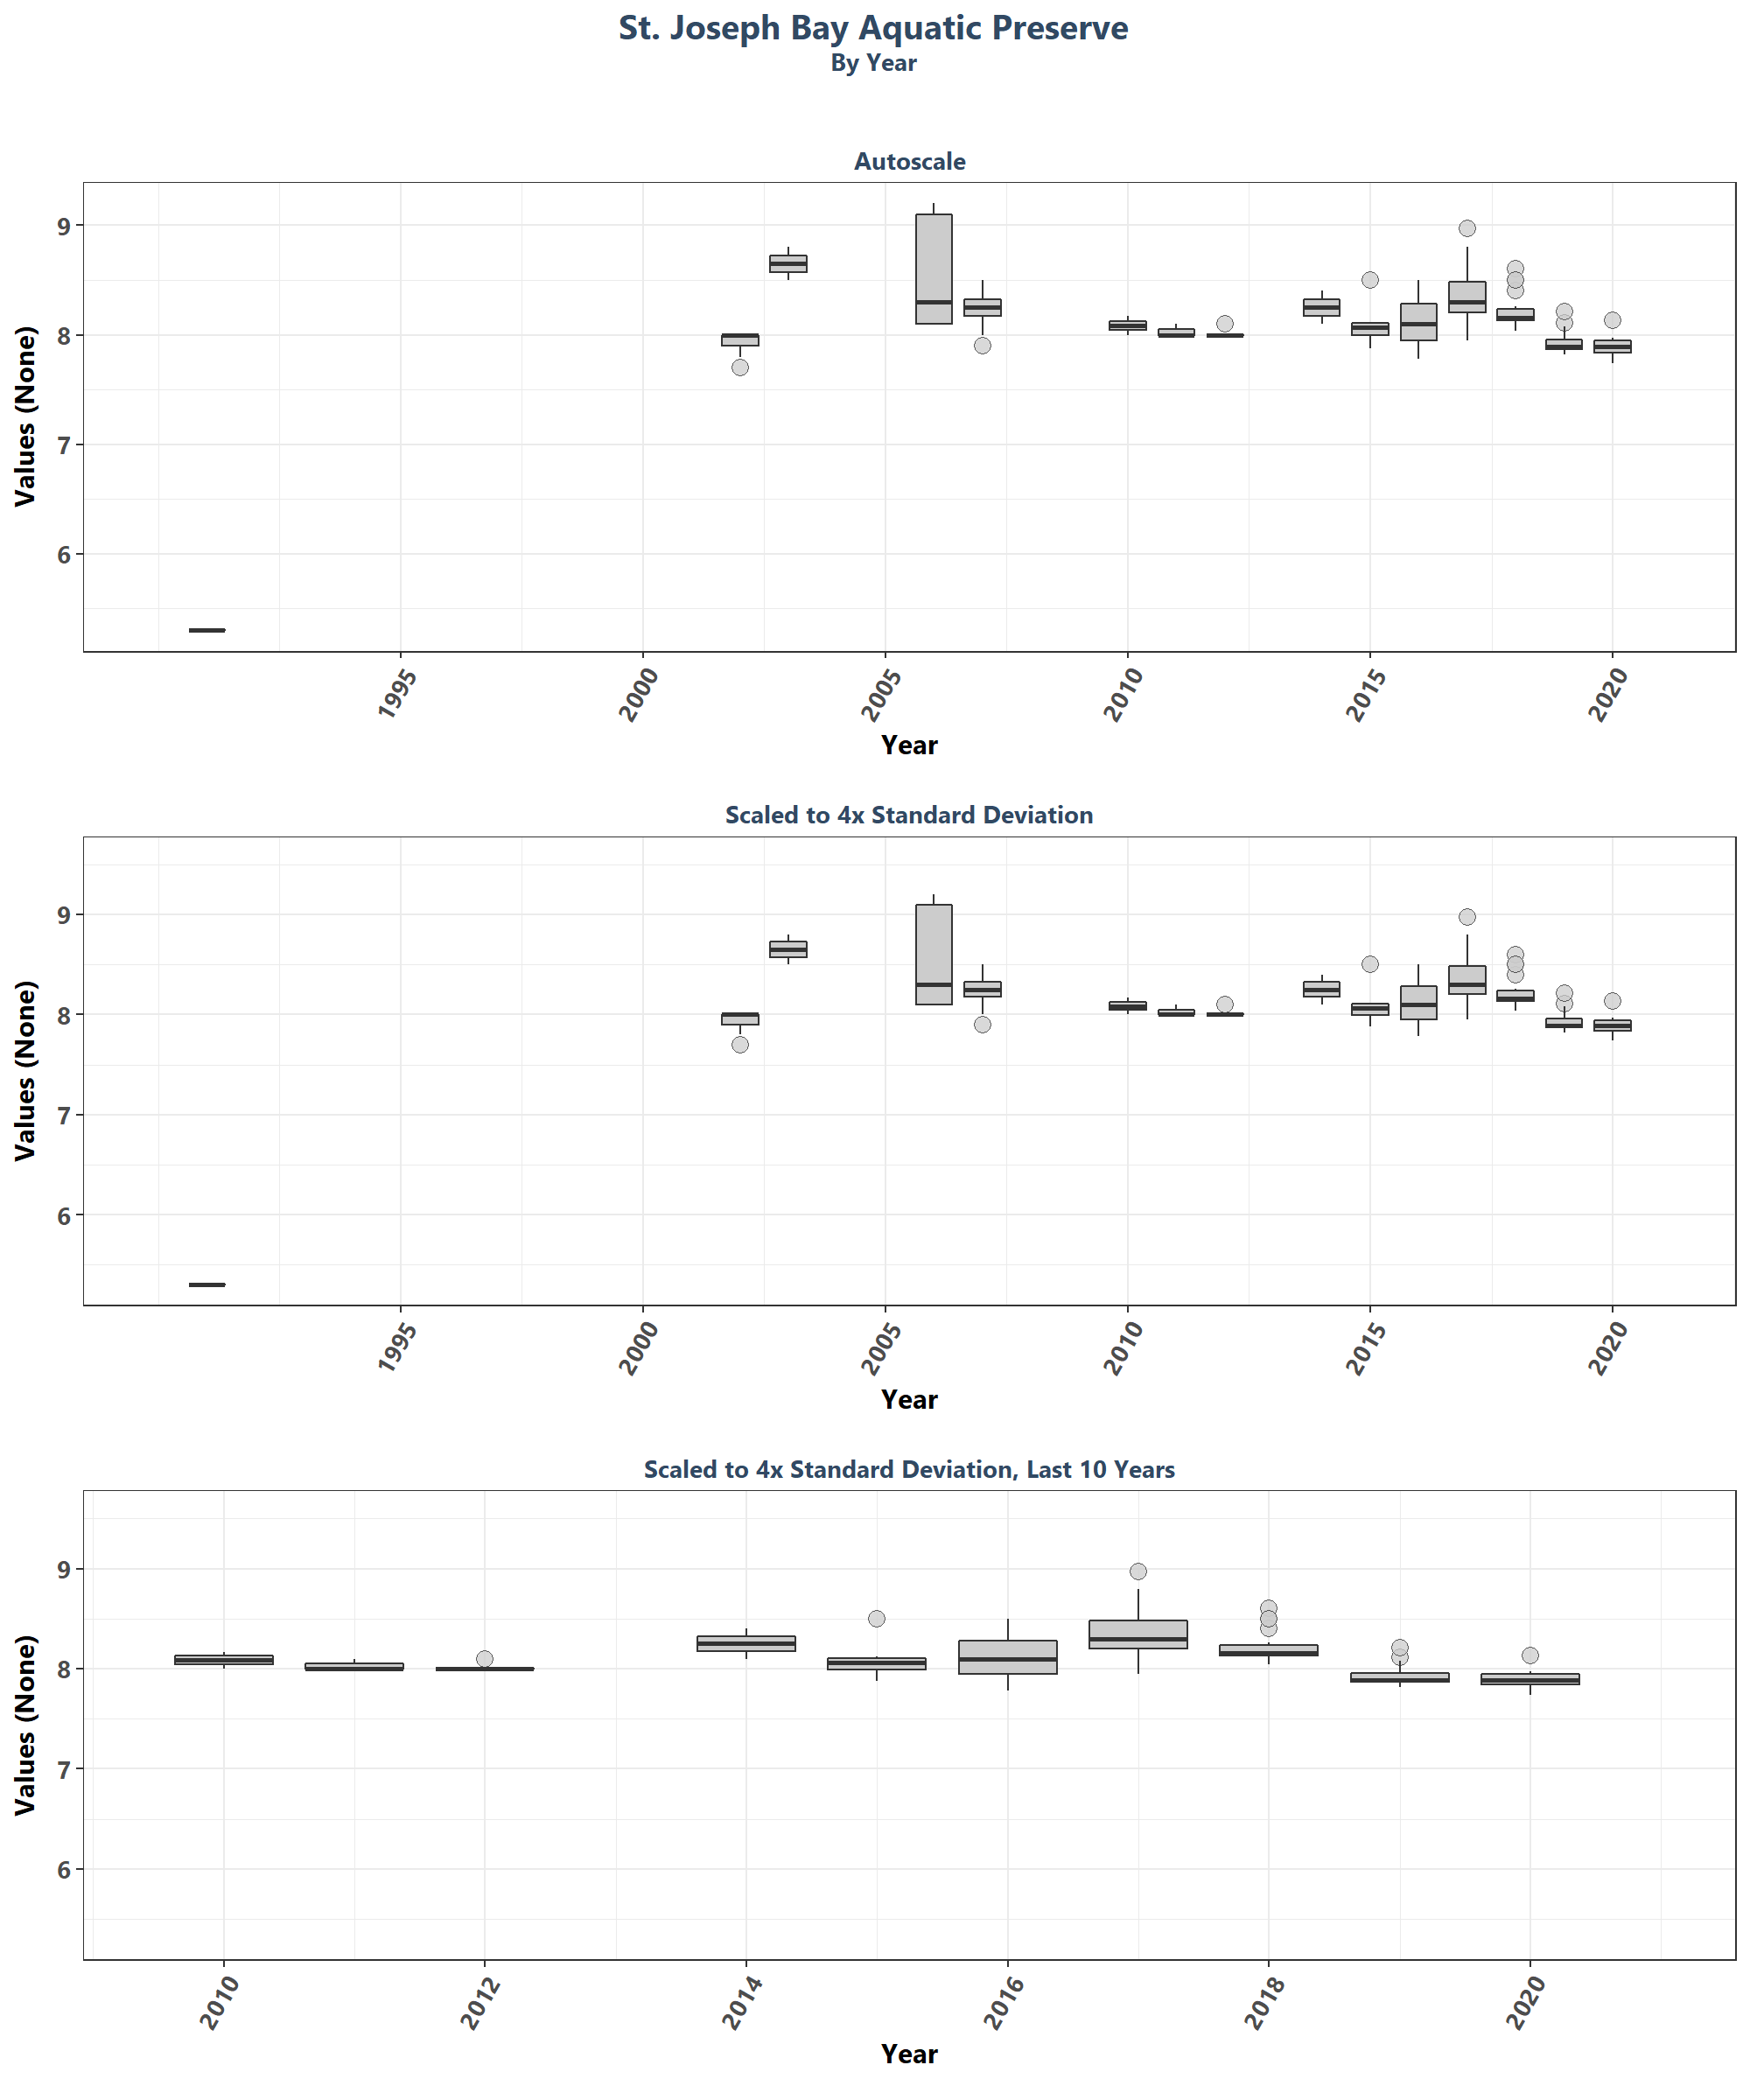 St. Joseph Bay Aquatic Preserve
By Year
Autoscale
Values (None)
9
8
7
6
1995 2000 2005 2010 2015 2020
Year
Scaled to 4x Standard Deviation
Values (None)
9
8
7
6
1995 2000 2005 2010 2015 2020
Year
Scaled to 4x Standard Deviation, Last 10 Years
Values (None)
9
8
7
6
2010 2012 2014 2016 2018 2020
Year